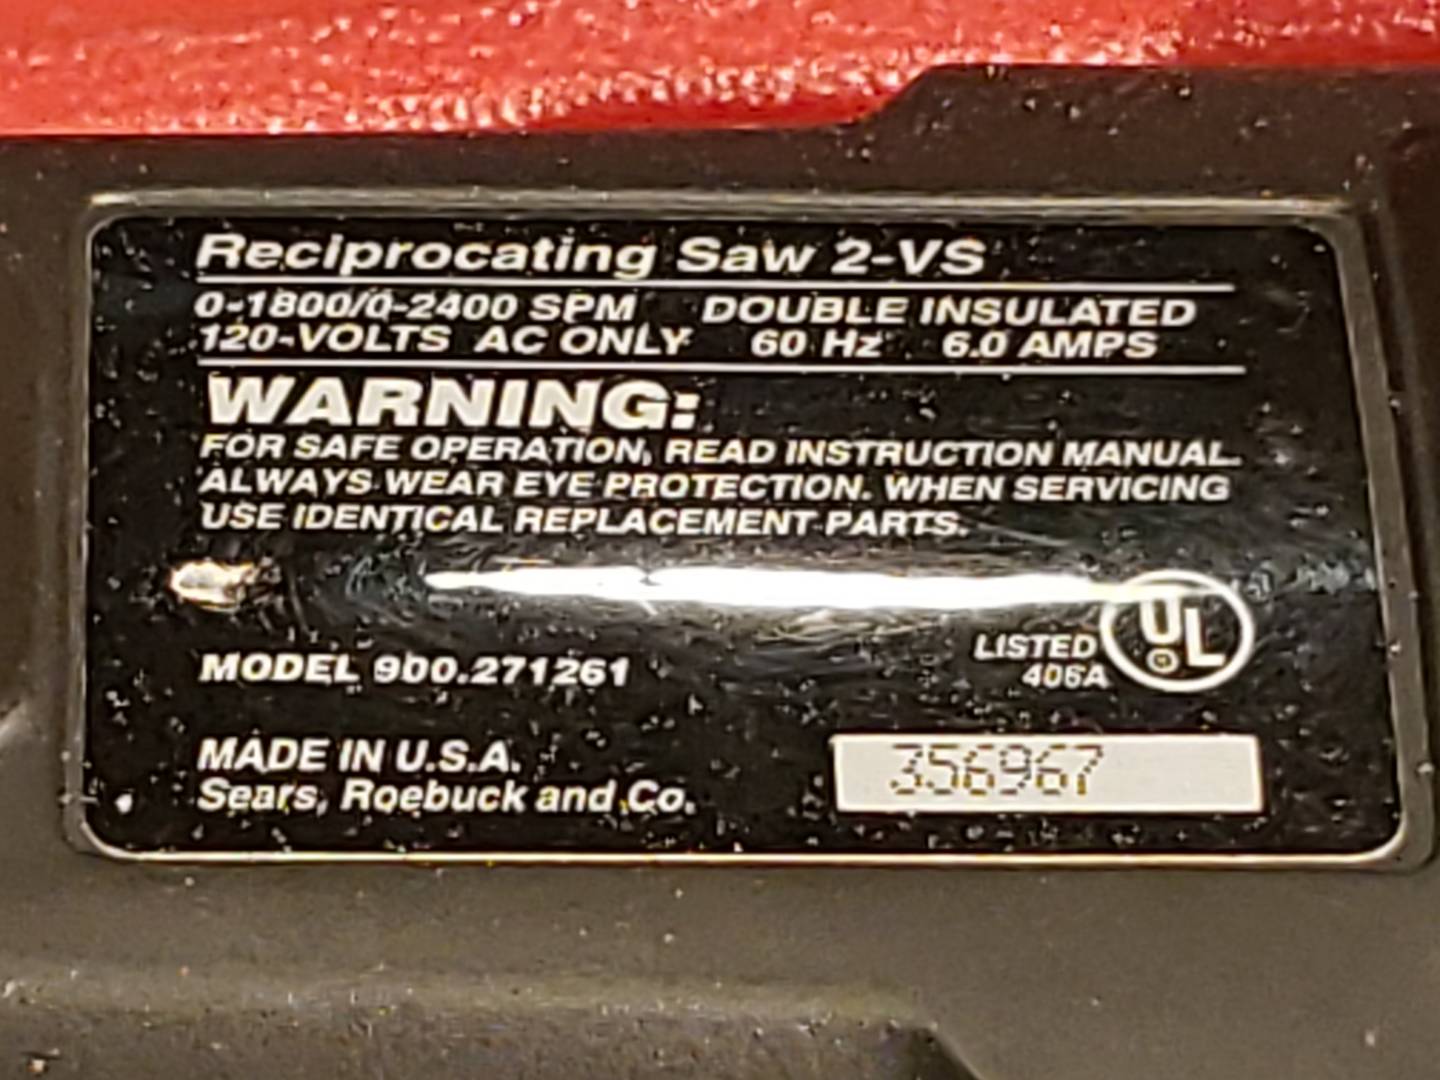 Reciprocating Saw 2-VS
0-1800/0-2400 SPM DOUBLE INSULATED
120-VOLTS AC ONLY 60 Hz 6.0 AMPS
WARNING:
FOR SAFE OPERATION, READ INSTRUCTION MANUAL.
ALWAYS WEAR EYE PROTECTION. WHEN SERVICING
USE IDENTICAL REPLACEMENT PARTS.
LISTED UL ®
406A
MODEL 900.271261
MADE IN U.S.A.
Sears, Roebuck and Co.
356967